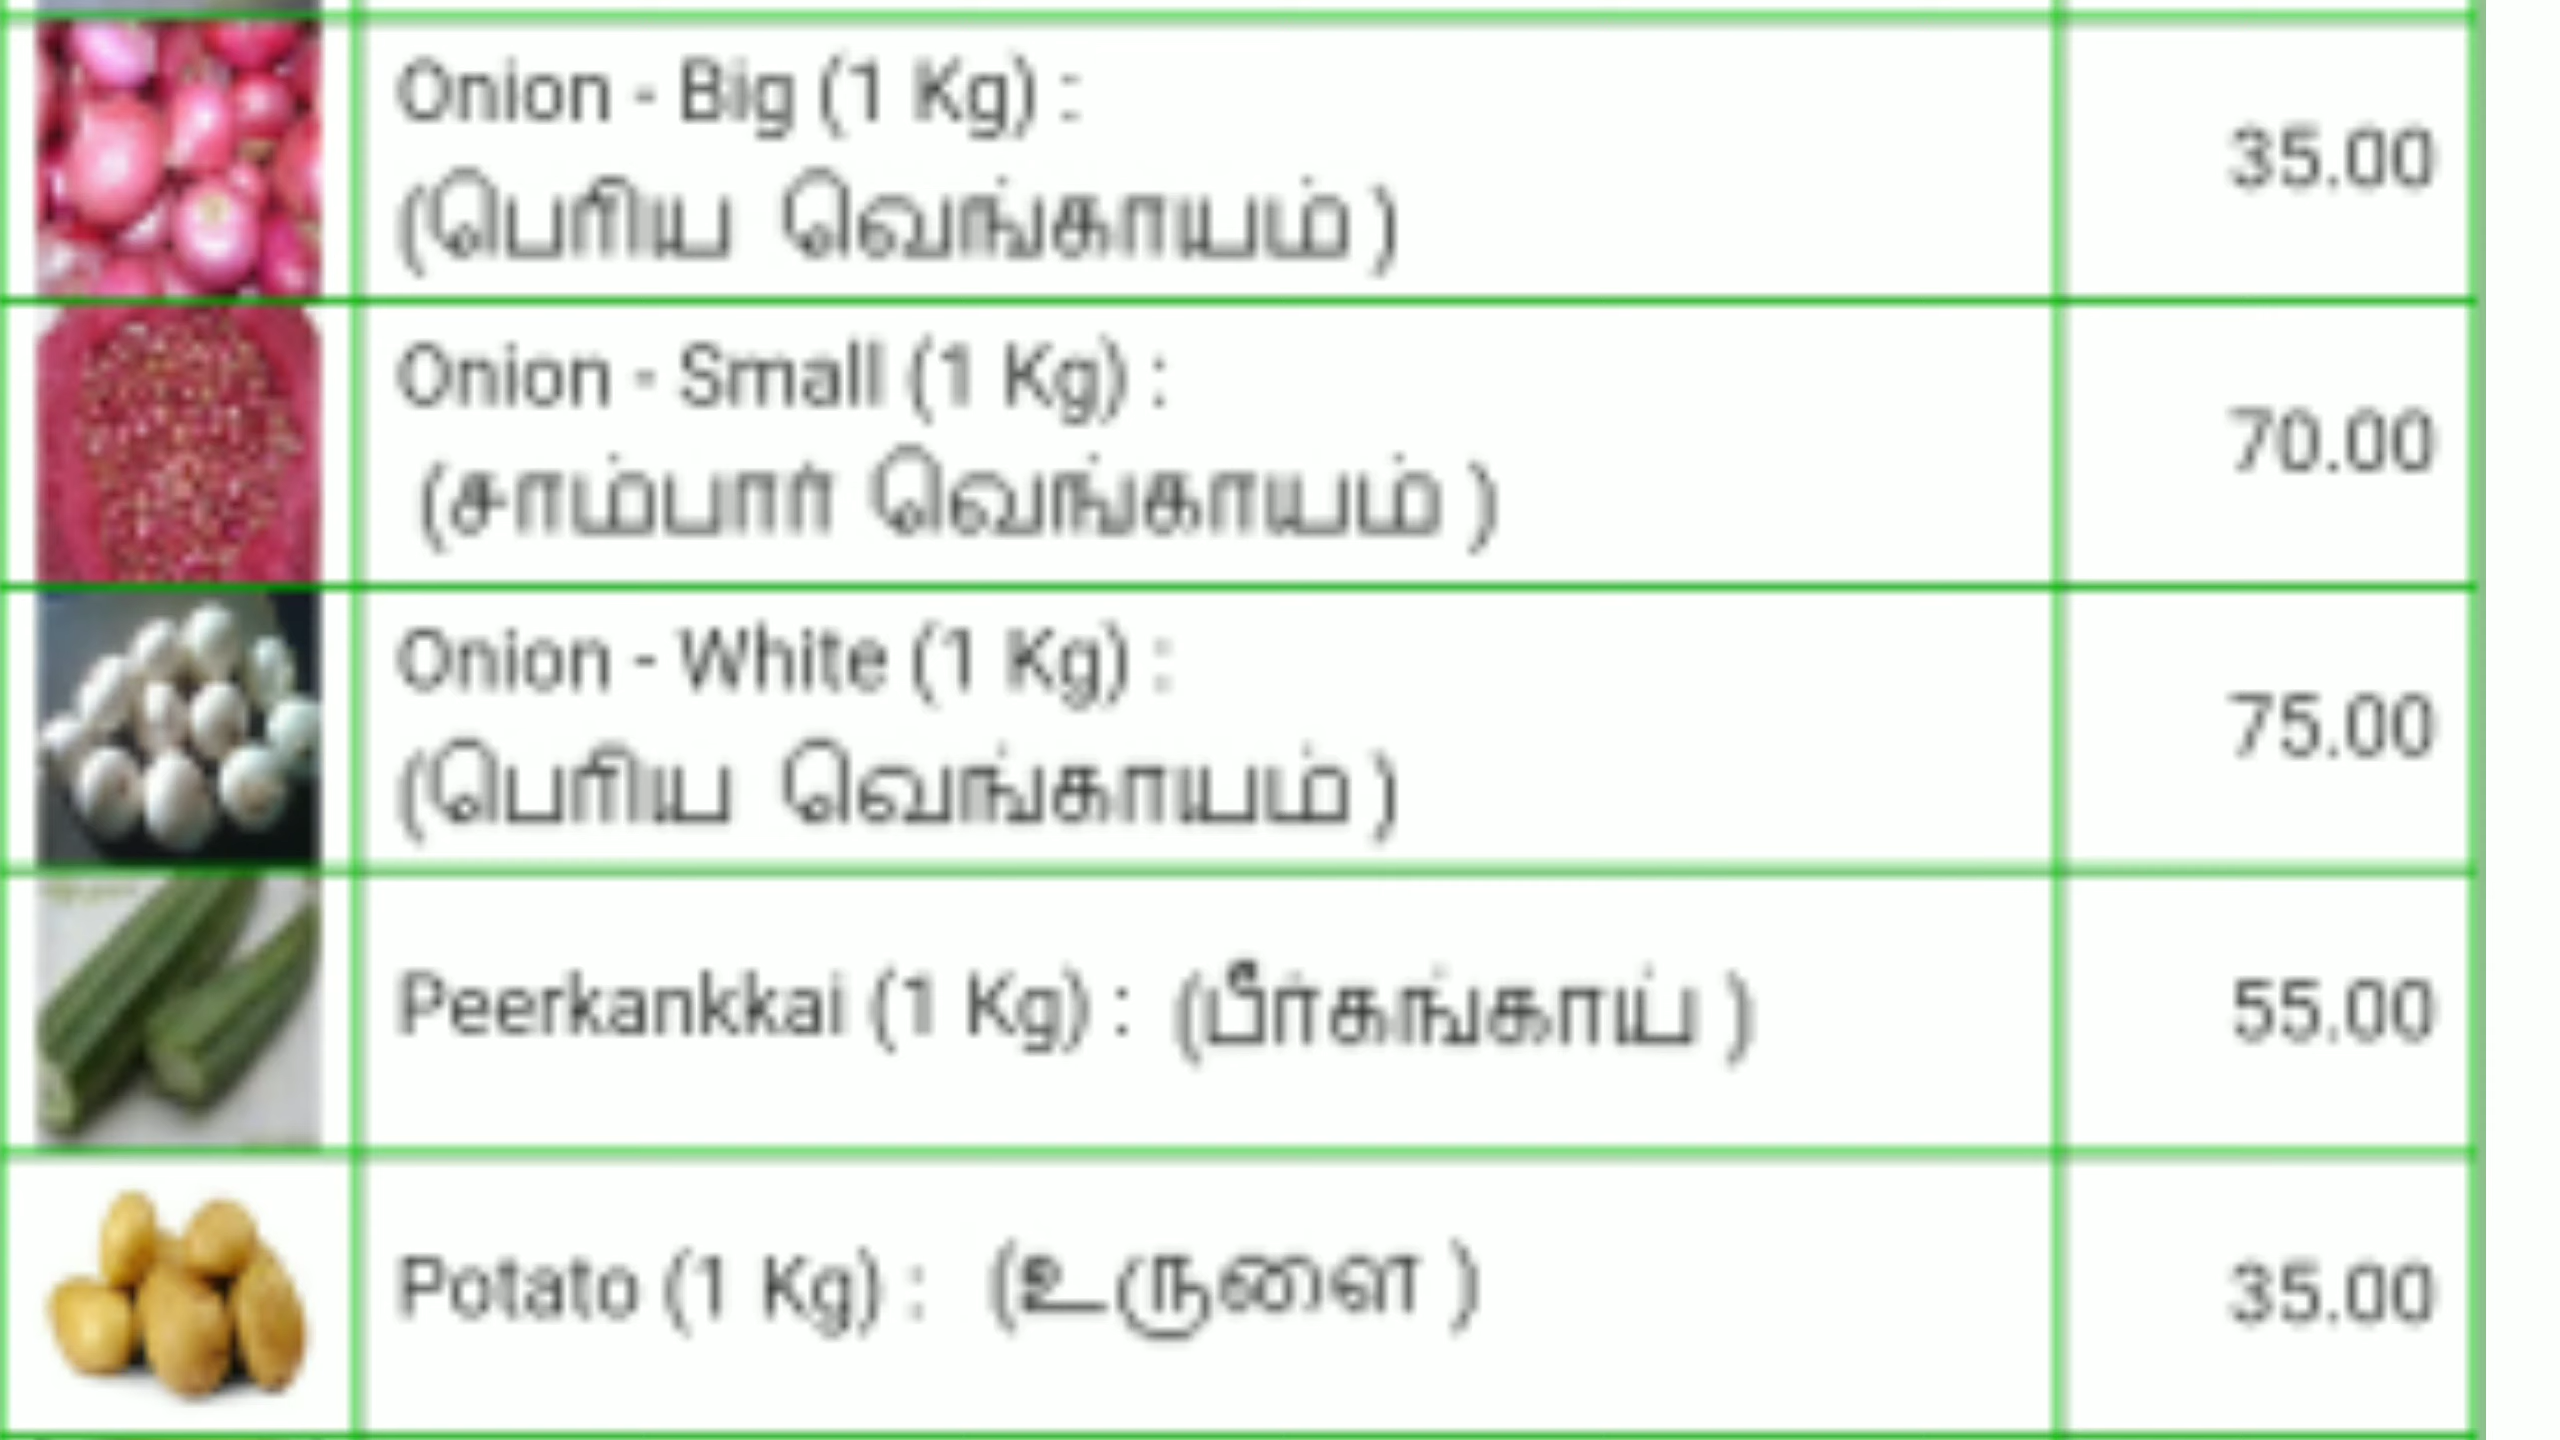 Onion - Big (1 Kg) :
(பெரிய வெங்காயம் )
35.00
Onion - Small (1 Kg) :
(சாம்பார் வெங்காயம் )
70.00
Onion - White (1 Kg) :
(பெரிய வெங்காயம் )
75.00
Peerkankkai (1 Kg) : (பீர்கங்காய் )
55.00
Potato (1 Kg) : (உருளை )
35.00